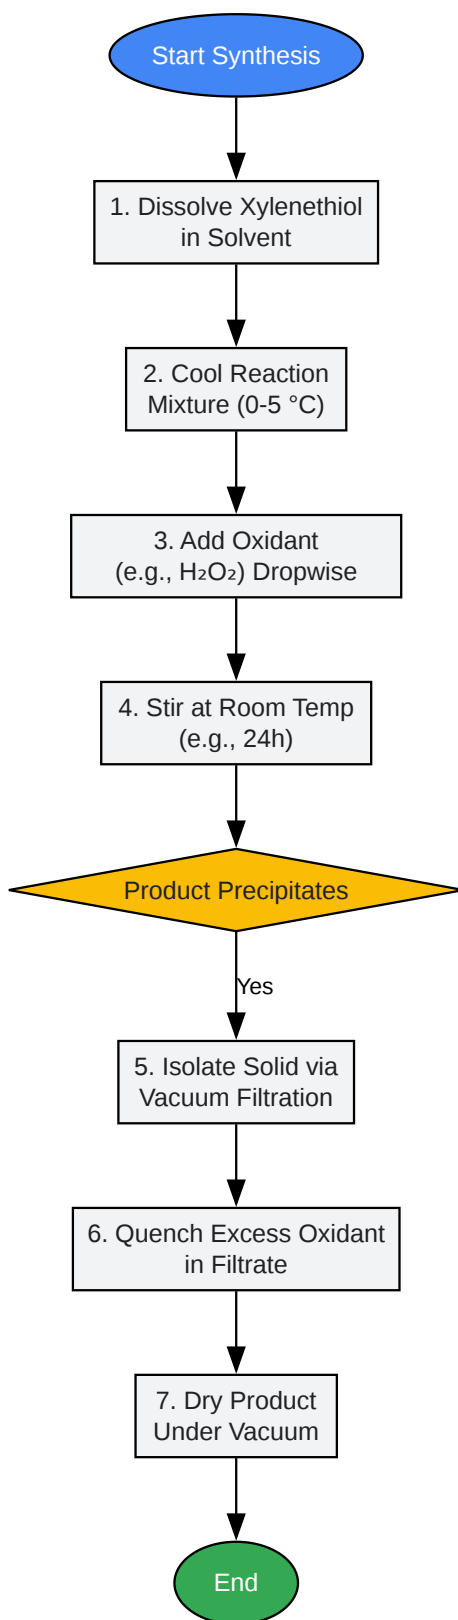 Start Synthesis
1. Dissolve Xylenethiol
in Solvent
2. Cool Reaction
Mixture (0-5 °C)
3. Add Oxidant
(e.g., H₂O₂) Dropwise
4. Stir at Room Temp
(e.g., 24h)
Product Precipitates
Yes
5. Isolate Solid via
Vacuum Filtration
6. Quench Excess Oxidant
in Filtrate
7. Dry Product
Under Vacuum
End